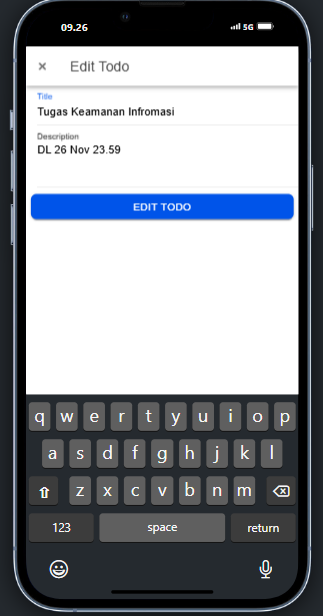 09.26 5G
× Edit Todo
Title
Tugas Keamanan Infromasi
Description
DL 26 Nov 23.59
EDIT TODO
q w e r t y u i o p
a s d f g h j k l
z x c v b n m
123 space return